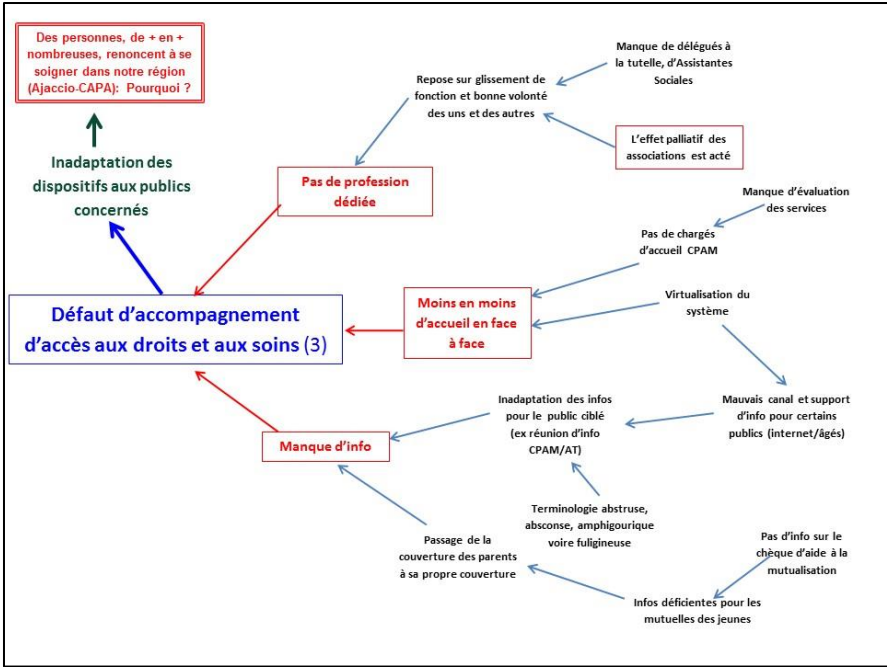 Des personnes, de + en +
nombreuses, renoncent à se
soigner dans notre région
(Ajaccio-CAPA): Pourquoi ?
Inadaptation des
dispositifs aux publics
concernés
Défaut d'accompagnement
d'accès aux droits et aux soins (3)
Pas de profession
dédiée
Repose sur glissement de
fonction et bonne volonté
des uns et des autres
Manque de délégués à
la tutelle, d'Assistantes
Sociales
L'effet palliatif des
associations est acté
Moins en moins
d'accueil en face
à face
Pas de chargés
d'accueil CPAM
Manque d'évaluation
des services
Virtualisation du
système
Mauvais canal et support
d'info pour certains
publics (internet/âgés)
Manque d'info
Inadaptation des infos
pour le public ciblé
(ex réunion d'info
CPAM/AT)
Terminologie abstruse,
absconse, amphigourique
voire fuligineuse
Passage de la
couverture des parents
à sa propre couverture
Infos déficientes pour les
mutuelles des jeunes
Pas d'info sur le
chèque d'aide à la
mutualisation